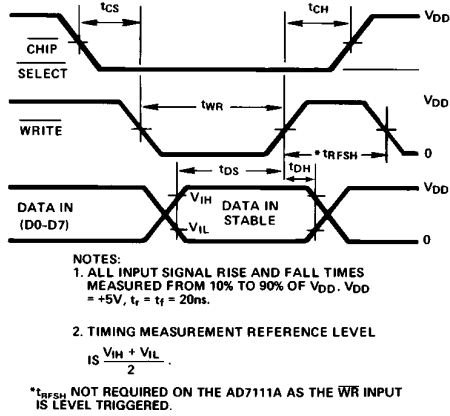 tCS
tCH
VDD
CHIP
SELECT
tWR
VDD
WRITE
* tRFSH
0
tDS
tDH
VDD
VIH
DATA IN
(D0-D7)
DATA IN
STABLE
VIL
0
NOTES:
1. ALL INPUT SIGNAL RISE AND FALL TIMES
MEASURED FROM 10% TO 90% OF VDD. VDD
= +5V, tr = tf = 20ns.
2. TIMING MEASUREMENT REFERENCE LEVEL
IS VIH + VIL / 2 .
*tRFSH NOT REQUIRED ON THE AD7111A AS THE WR INPUT
IS LEVEL TRIGGERED.